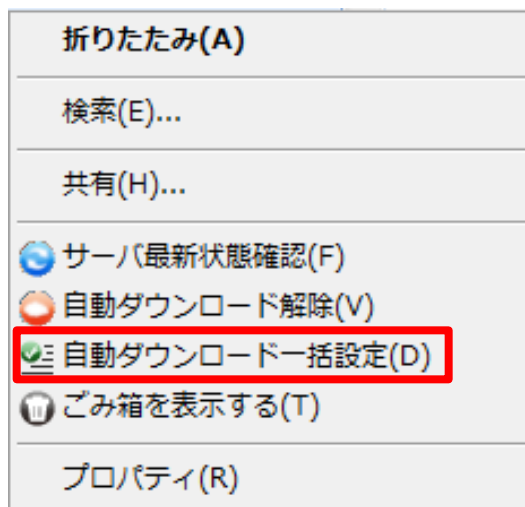 折りたたみ(A)
検索(E)...
共有(H)...
サーバ最新状態確認(F)
自動ダウンロード解除(V)
自動ダウンロード一括設定(D)
ごみ箱を表示する(T)
プロパティ(R)